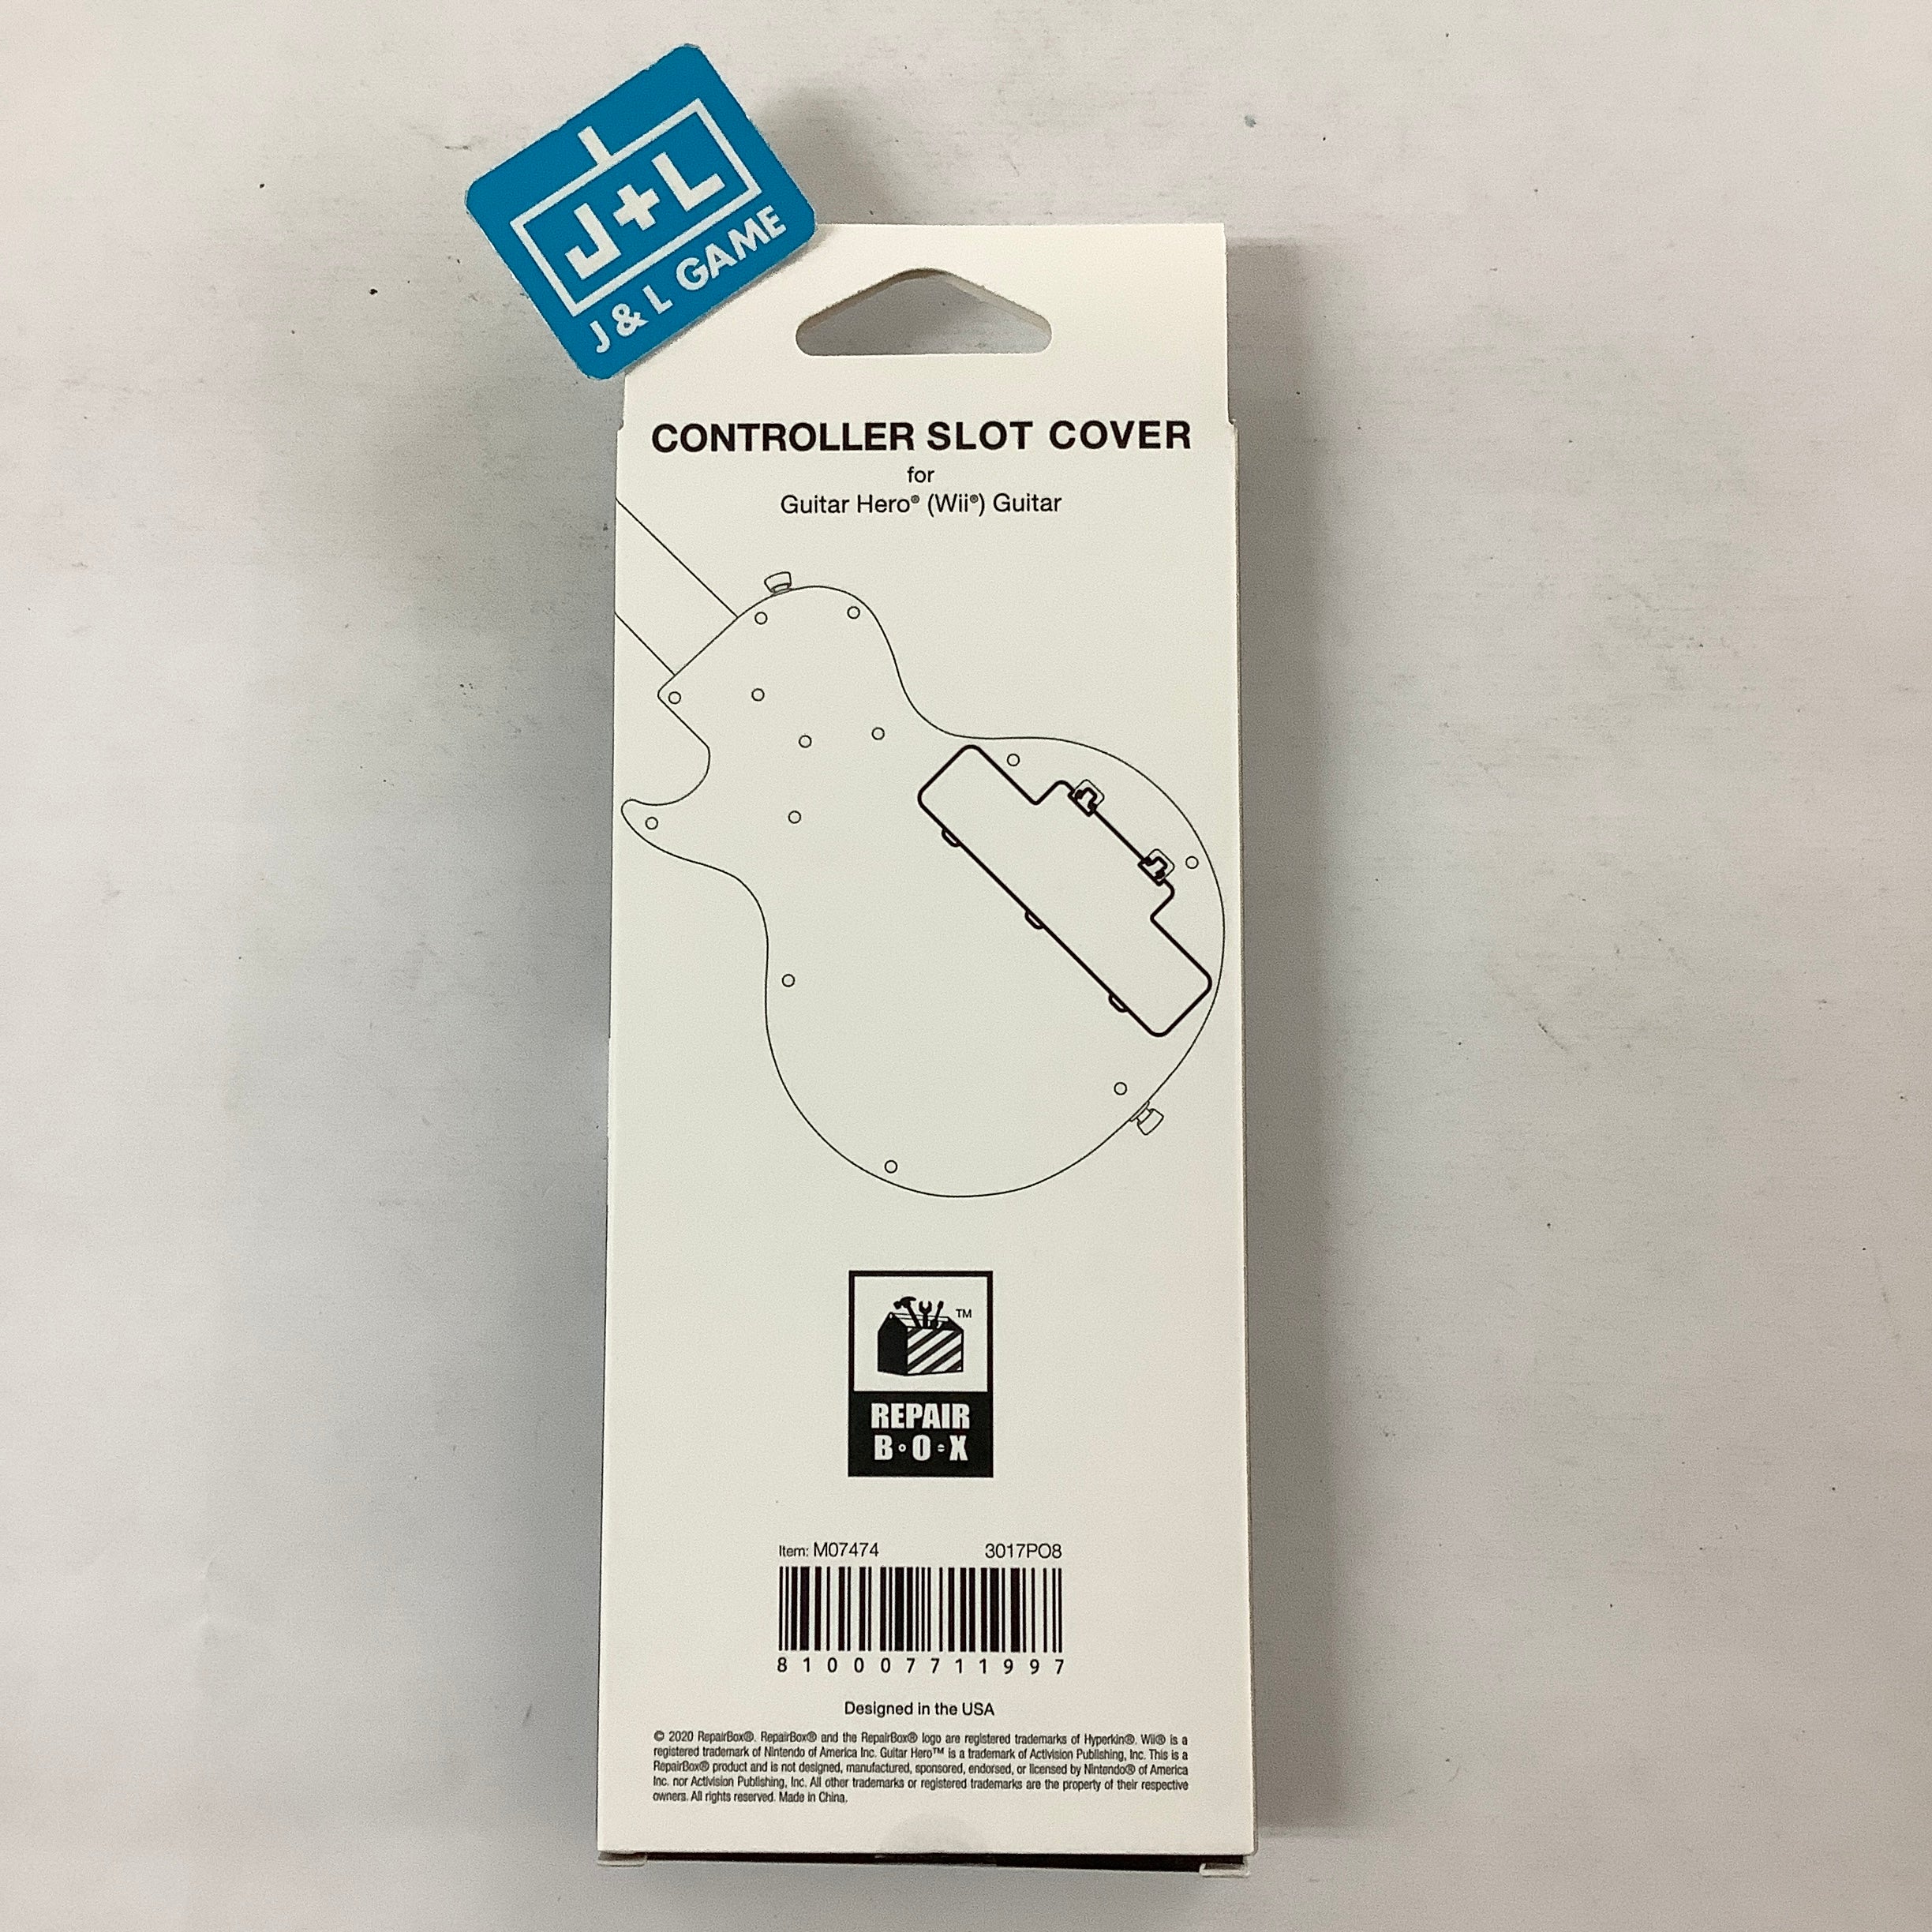 J+L
J & L GAME
CONTROLLER SLOT COVER
for
Guitar Hero® (Wii®) Guitar
TM
REPAIR
B•O•X
Item: M07474 3017PO8
810007711997
Designed in the USA
© 2020 RepairBox®. RepairBox® and the RepairBox® logo are registered trademarks of Hyperkin®. Wii® is a
registered trademark of Nintendo of America Inc. Guitar Hero™ is a trademark of Activision Publishing, Inc. This is a
RepairBox® product and is not designed, manufactured, sponsored, endorsed, or licensed by Nintendo® of America
Inc. nor Activision Publishing, Inc. All other trademarks or registered trademarks are the property of their respective
owners. All rights reserved. Made in China.